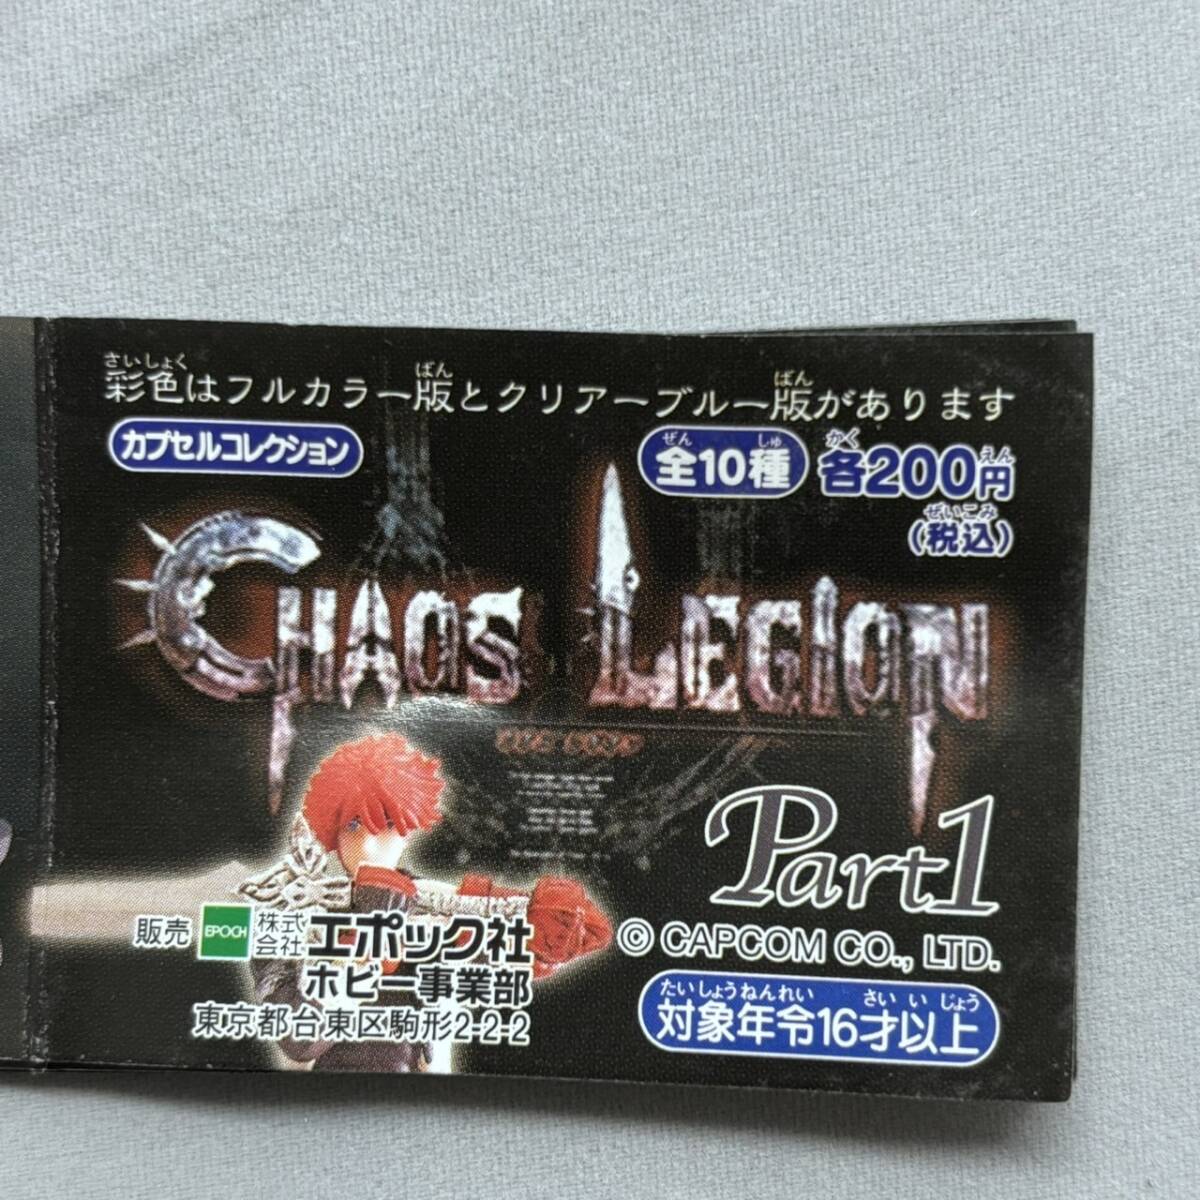 さいしょく ばん ばん
彩色はフルカラー版とクリアーブルー版があります
カプセルコレクション
ぜん しゅ
全10種
かく えん
各200円
ぜいこみ
(税込)
CHAOS LEGION
Part1
販売 EPOCH 株式会社 エポック社
ホビー事業部
東京都台東区駒形2-2-2
© CAPCOM CO., LTD.
たいしょうねんれい さい いじょう
対象年令16才以上